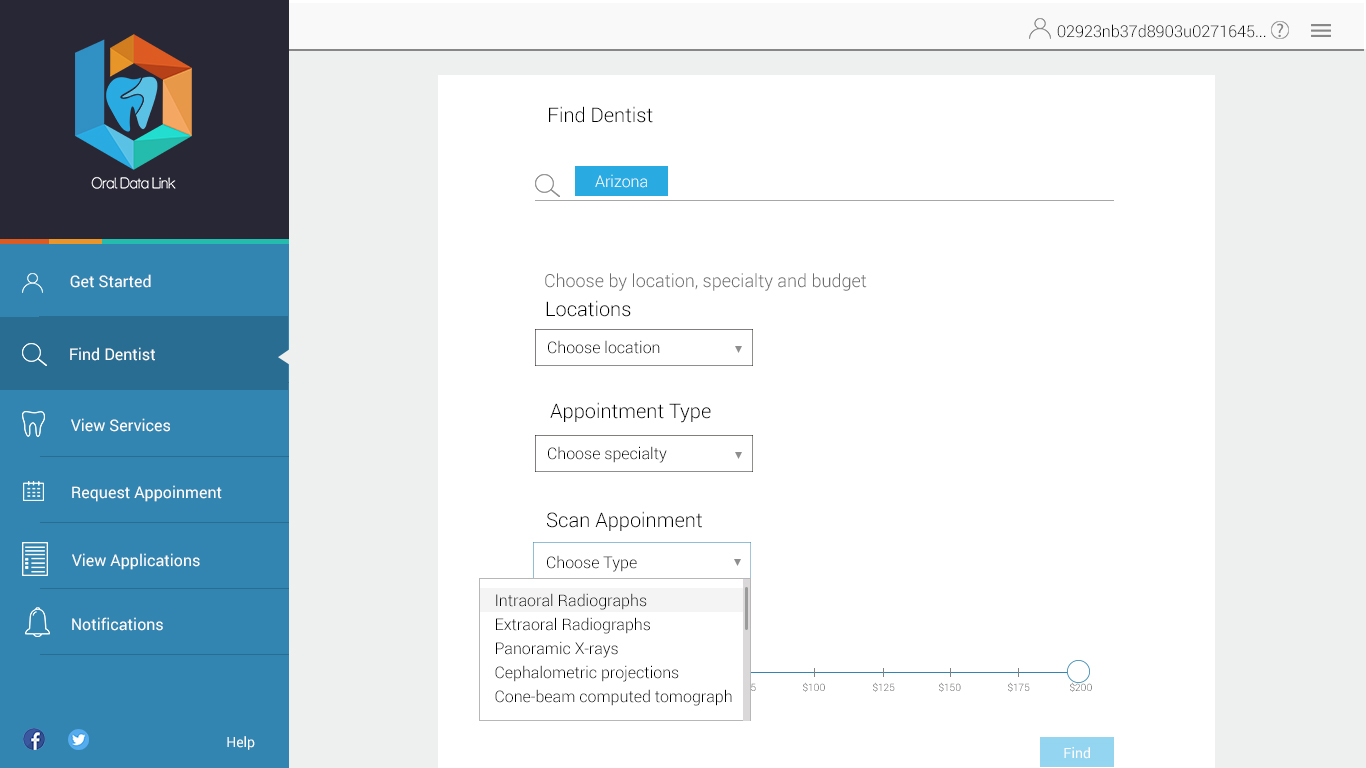 02923nb37d8903u0271645...
?
Oral Data Link
Get Started
Find Dentist
View Services
Request Appoinment
View Applications
Notifications
Help
Find Dentist
Arizona
Choose by location, specialty and budget
Locations
Choose location
Appointment Type
Choose specialty
Scan Appoinment
Choose Type
Intraoral Radiographs
Extraoral Radiographs
Panoramic X-rays
Cephalometric projections
Cone-beam computed tomograph
5 $100 $125 $150 $175 $200
Find